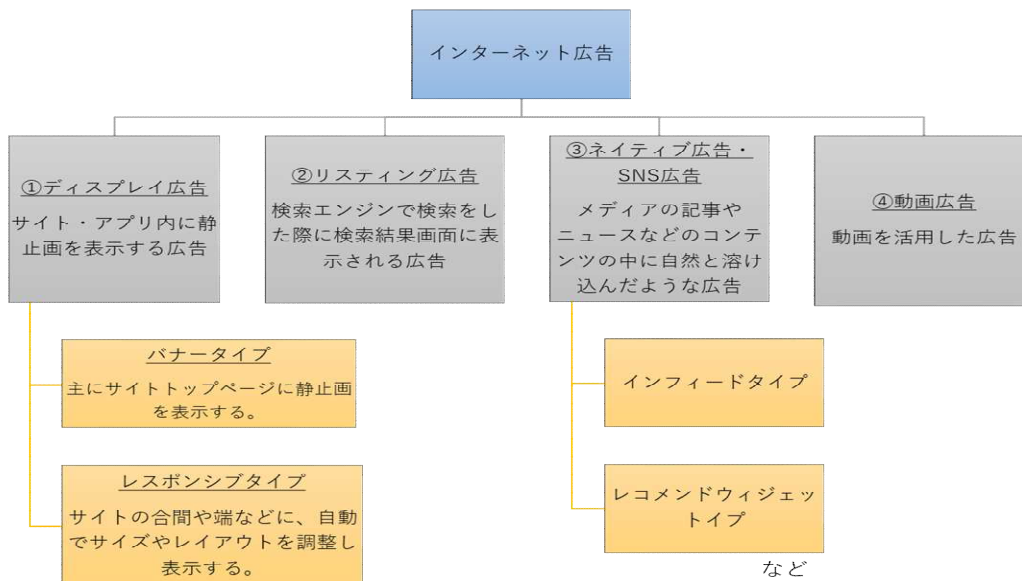 インターネット広告
①ディスプレイ広告
サイト・アプリ内に静
止画を表示する広告
②リスティング広告
検索エンジンで検索をし
た際に検索結果画面に表
示される広告
③ネイティブ広告・
SNS広告
メディアの記事や
ニュースなどのコンテ
ンツの中に自然と溶け
込んだような広告
④動画広告
動画を活用した広告
バナータイプ
主にサイトトップページに静止画
を表示する。
レスポンシブタイプ
サイトの合間や端などに、自動
でサイズやレイアウトを調整し
表示する。
インフィードタイプ
レコメンドウィジェッ
トイプ
など